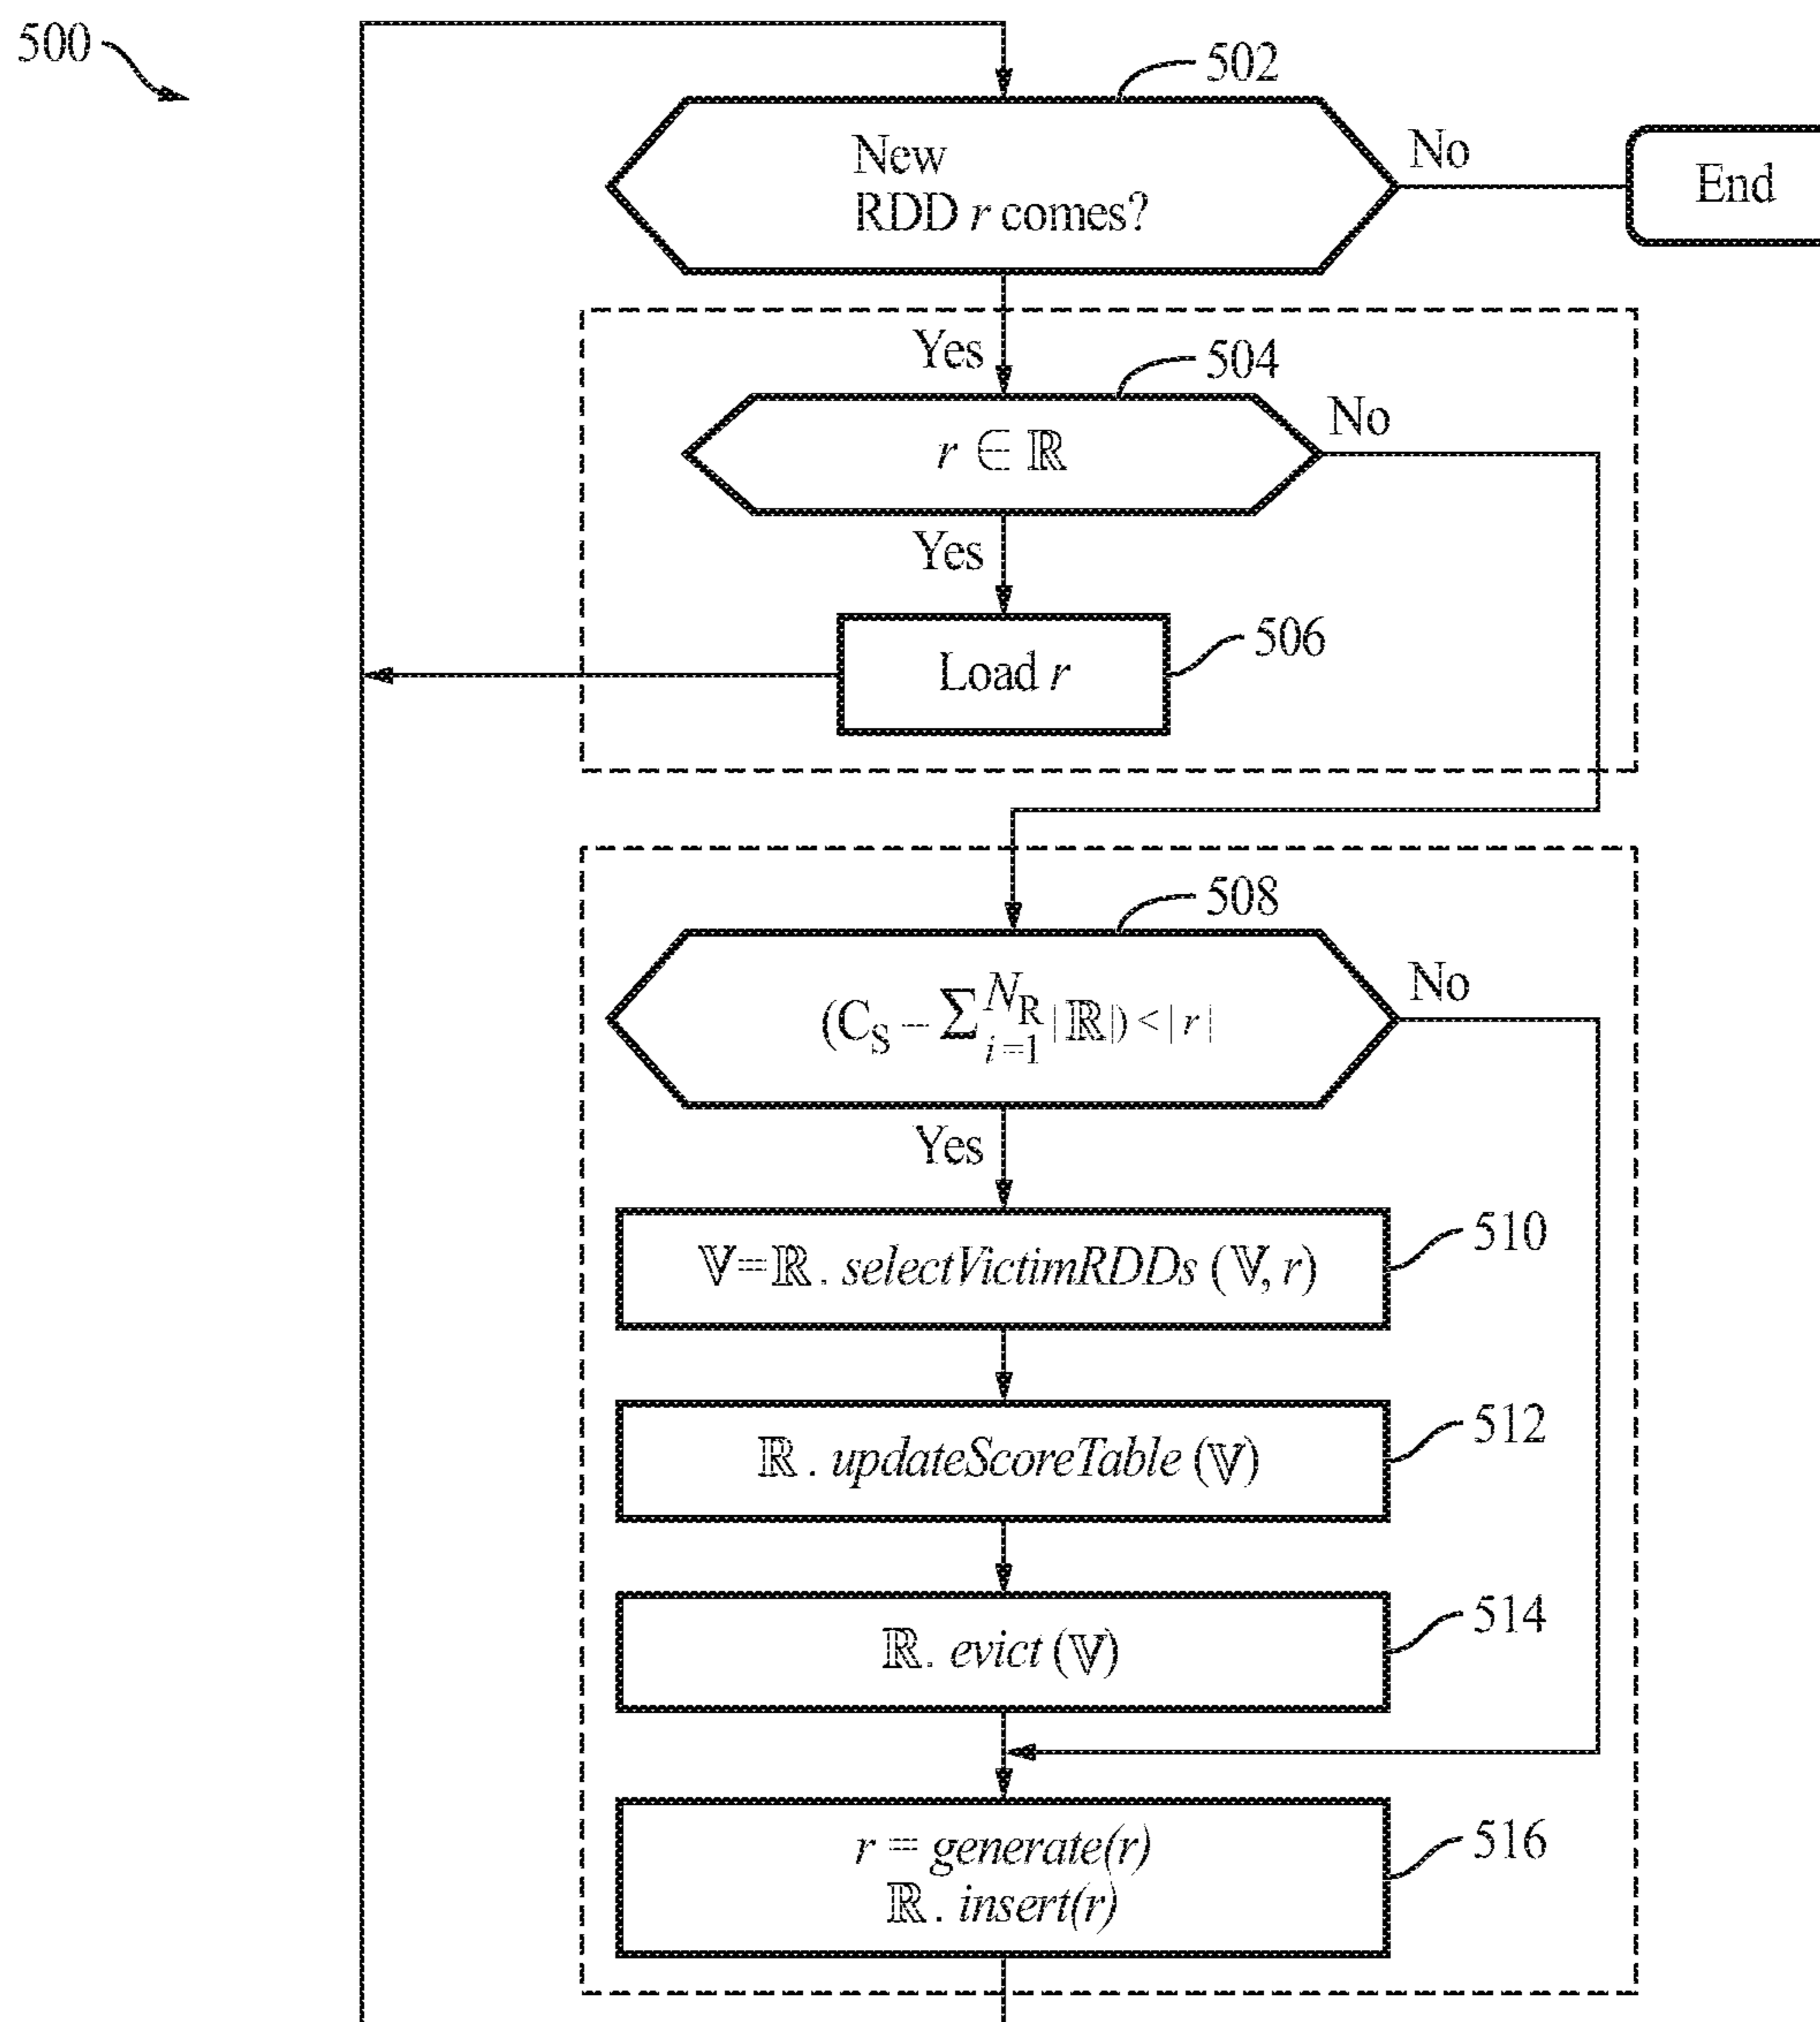 500
502
New
RDD r comes?
No
End
Yes
504
r ∈ ℝ
No
Yes
506
Load r
508
(C_S − ∑_{i=1}^{N_R} |ℝ|) < | r |
No
Yes
510
𝕍=ℝ. selectVictimRDDs (𝕍, r)
512
ℝ. updateScoreTable (𝕍)
514
ℝ. evict (𝕍)
516
r = generate(r)
ℝ. insert(r)